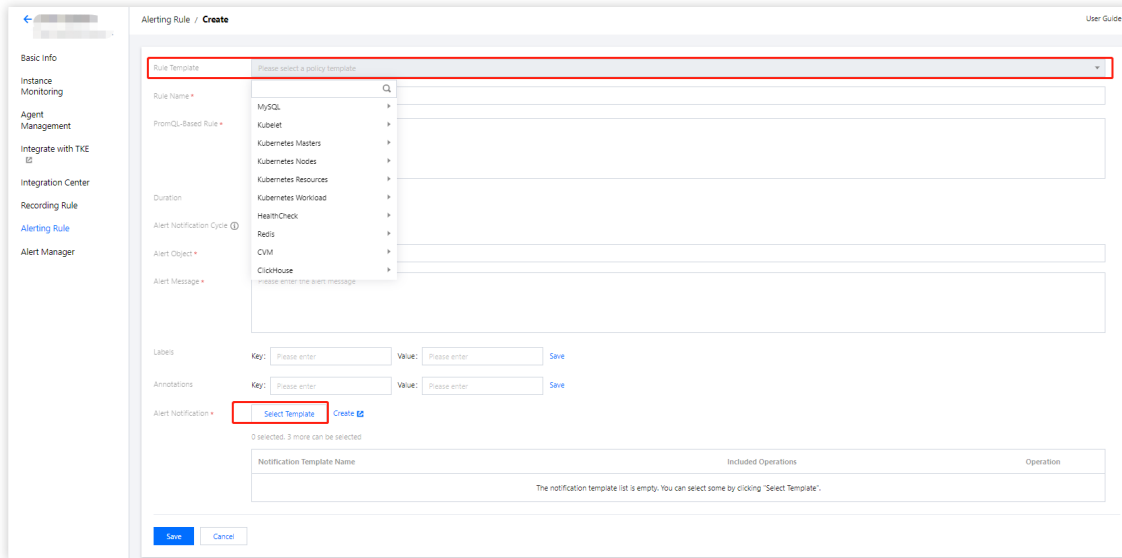 Alerting Rule / Create
User Guide
Basic Info
Instance
Monitoring
Agent
Management
Integrate with TKE
Integration Center
Recording Rule
Alerting Rule
Alert Manager
Rule Template
Please select a policy template
Rule Name *
PromQL-Based Rule *
MySQL
Kubelet
Kubernetes Masters
Kubernetes Nodes
Kubernetes Resources
Kubernetes Workload
HealthCheck
Redis
CVM
ClickHouse
Duration
Alert Notification Cycle
Alert Object *
Alert Message *
Please enter the alert message
Labels
Key: Please enter Value: Please enter Save
Annotations
Key: Please enter Value: Please enter Save
Alert Notification *
Select Template Create
0 selected, 3 more can be selected
Notification Template Name Included Operations Operation
The notification template list is empty. You can select some by clicking "Select Template".
Save Cancel